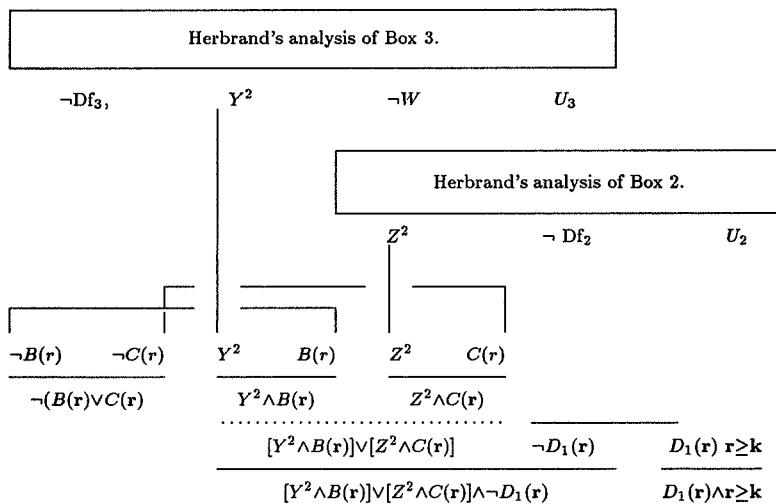 Herbrand's analysis of Box 3.
¬Df₃, Y² ¬W U₃
Herbrand's analysis of Box 2.
Z² ¬ Df₂ U₂
¬B(r) ¬C(r) Y² B(r) Z² C(r)
¬(B(r)∨C(r) Y²∧B(r) Z²∧C(r)
[Y²∧B(r)]∨[Z²∧C(r)] ¬D₁(r) D₁(r) r≥k
[Y²∧B(r)]∨[Z²∧C(r)]∧¬D₁(r) D₁(r)∧r≥k